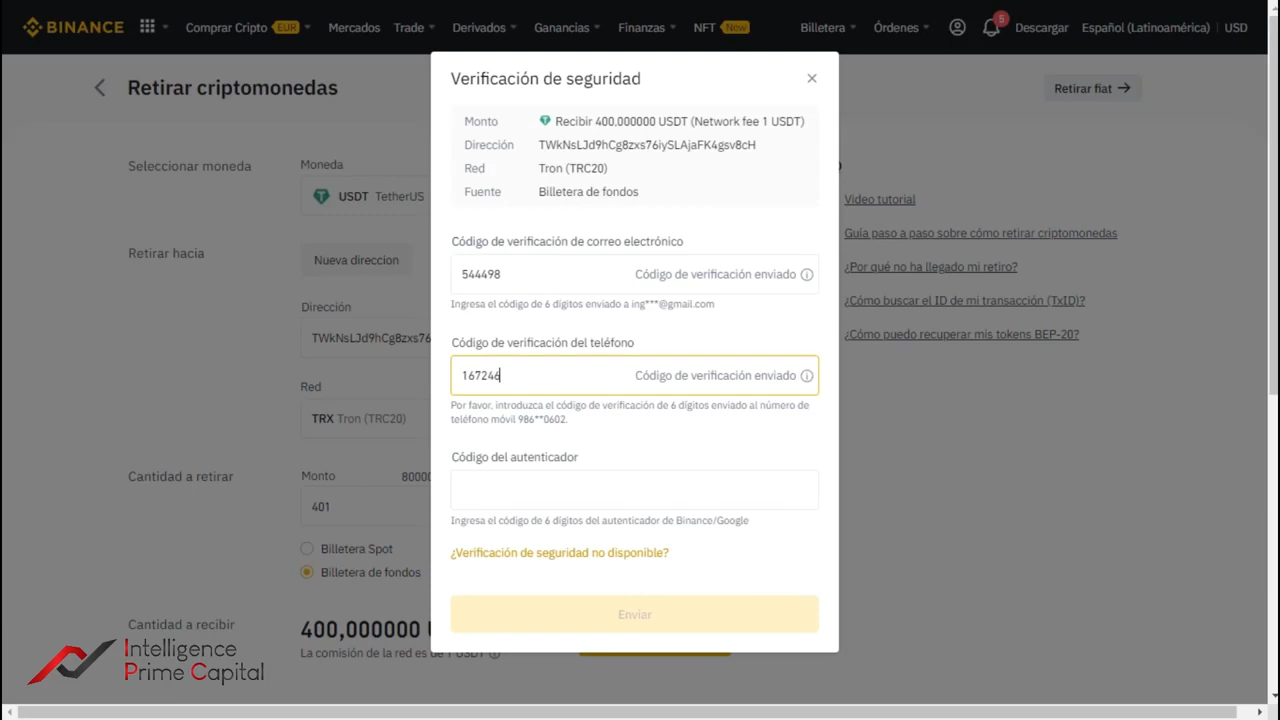 BINANCE
Comprar Cripto EUR
Mercados
Trade
Derivados
Ganancias
Finanzas
NFT New
Billetera
Órdenes
5
Descargar
Español (Latinoamérica)
USD
Retirar criptomonedas
Retirar fiat
Seleccionar moneda
Moneda
USDT TetherUS
Retirar hacia
Nueva direccion
Dirección
TWkNsLJd9hCg8zxs76
Red
TRX Tron (TRC20)
Cantidad a retirar
Monto
401
Billetera Spot
Billetera de fondos
Cantidad a recibir
400,000000
La comisión de la red es de 1 USDT
Verificación de seguridad
Monto Recibir 400,000000 USDT (Network fee 1 USDT)
Dirección TWkNsLJd9hCg8zxs76iySLAjaFK4gsv8cH
Red Tron (TRC20)
Fuente Billetera de fondos
Código de verificación de correo electrónico
544498 Código de verificación enviado
Ingresa el código de 6 dígitos enviado a ing***@gmail.com
Código de verificación del teléfono
167246 Código de verificación enviado
Por favor, introduzca el código de verificación de 6 dígitos enviado al número de
teléfono móvil 986**0602.
Código del autenticador
Ingresa el código de 6 dígitos del autenticador de Binance/Google
¿Verificación de seguridad no disponible?
Enviar
Video tutorial
Guía paso a paso sobre cómo retirar criptomonedas
¿Por qué no ha llegado mi retiro?
¿Cómo buscar el ID de mi transacción (TxID)?
¿Cómo puedo recuperar mis tokens BEP-20?
Intelligence
Prime Capital